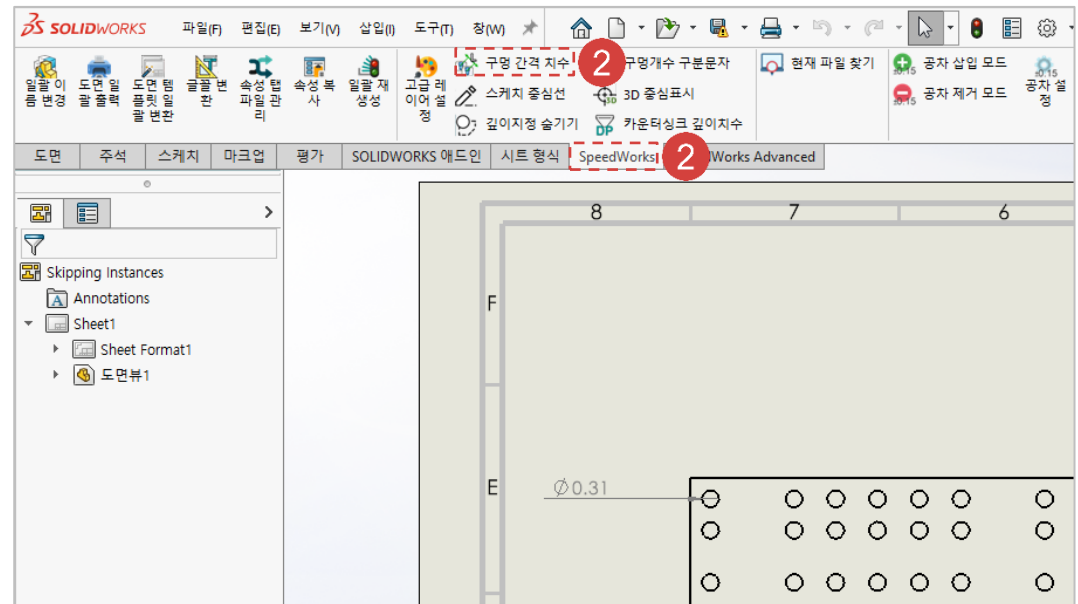 SOLIDWORKS 파일(F) 편집(E) 보기(V) 삽입(I) 도구(T) 창(W)
일괄 이름 변경
도면 일괄 출력
도면 템플릿 일괄 변환
글꼴 변환
속성 탭 파일 관리
속성 복사
일괄 재생성
고급 레이어 설정
구명 간격 치수
2
구명개수 구분문자
스케치 중심선
3D 중심표시
깊이지정 숨기기
카운터싱크 깊이치수
현재 파일 찾기
공차 삽입 모드
공차 제거 모드
공차 설정
도면 주석 스케치 마크업 평가 SOLIDWORKS 애드인 시트 형식 SpeedWorks 2 Works Advanced
8 7 6
Skipping Instances
Annotations
Sheet1
Sheet Format1
도면뷰1
F
E
∅0.31